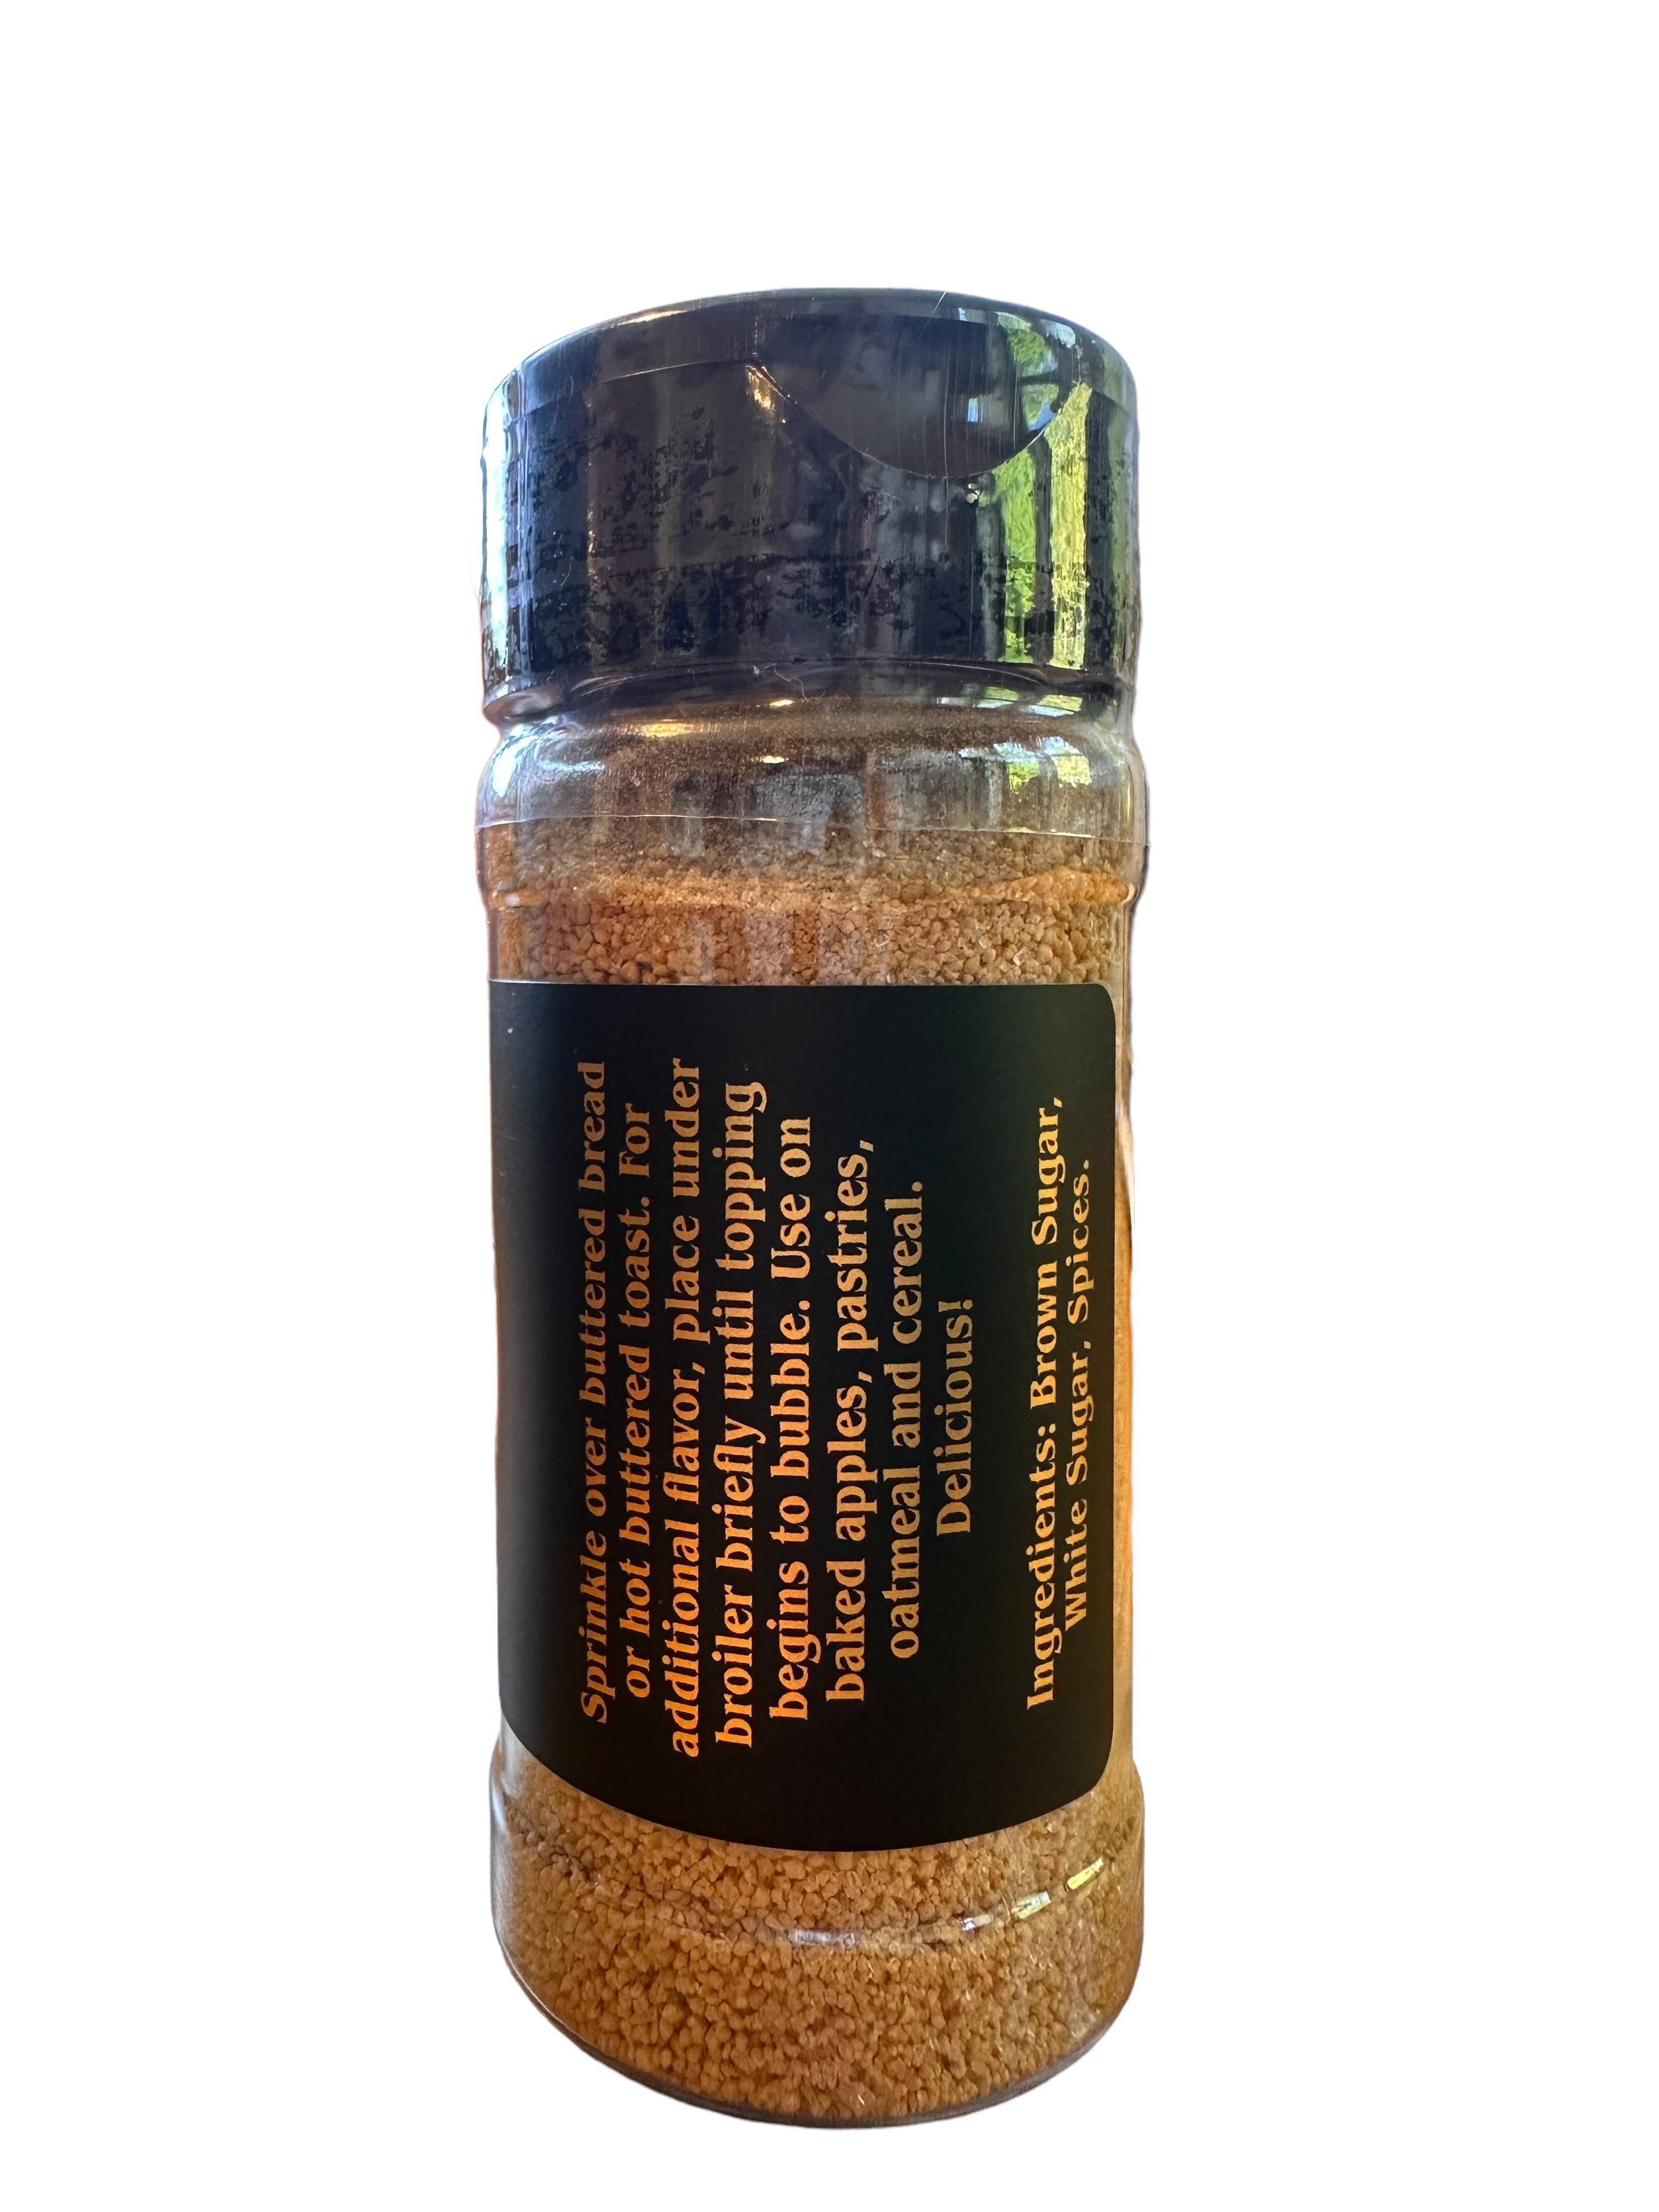 Sprinkle over buttered bread
or hot buttered toast. For
additional flavor, place under
broiler briefly until topping
begins to bubble. Use on
baked apples, pastries,
oatmeal and cereal.
Delicious!
Ingredients: Brown Sugar,
White Sugar, Spices.